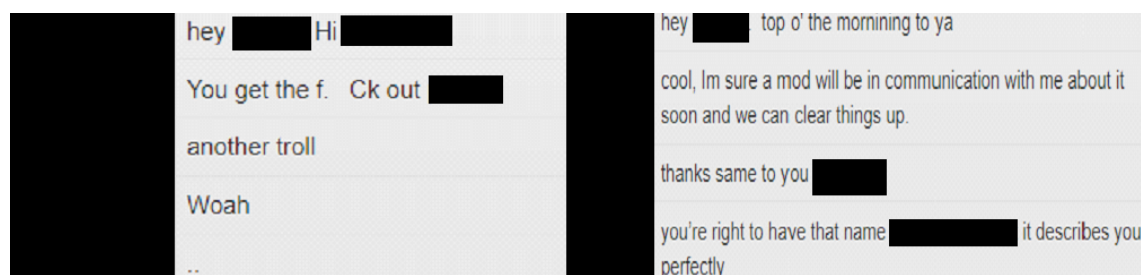 hey Hi
You get the f. Ck out
another troll
Woah
..
hey top o' the mornining to ya
cool, Im sure a mod will be in communication with me about it
soon and we can clear things up.
thanks same to you
you're right to have that name it describes you
perfectly